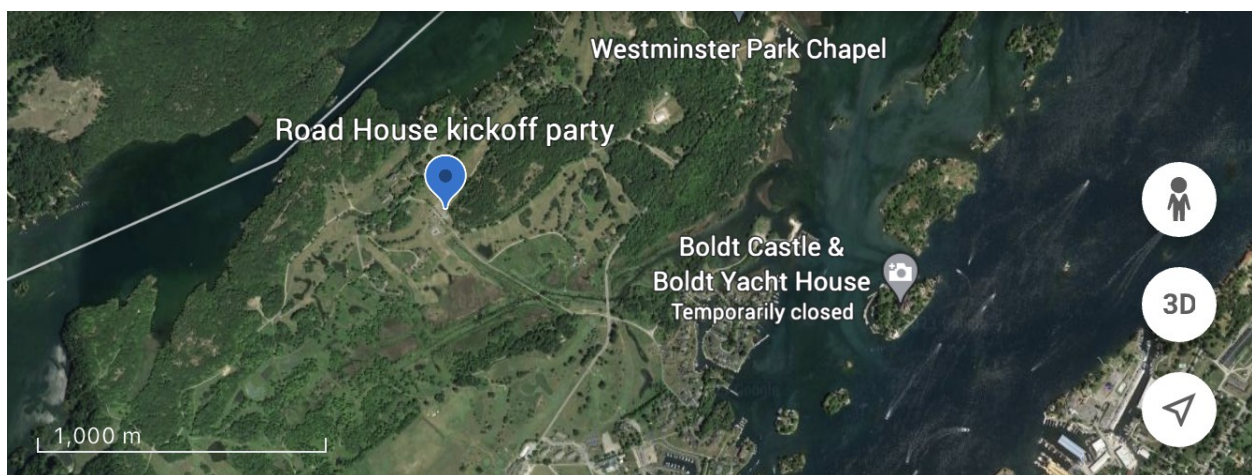 Westminster Park Chapel
Road House kickoff party
Boldt Castle &
Boldt Yacht House
Temporarily closed
3D
1,000 m